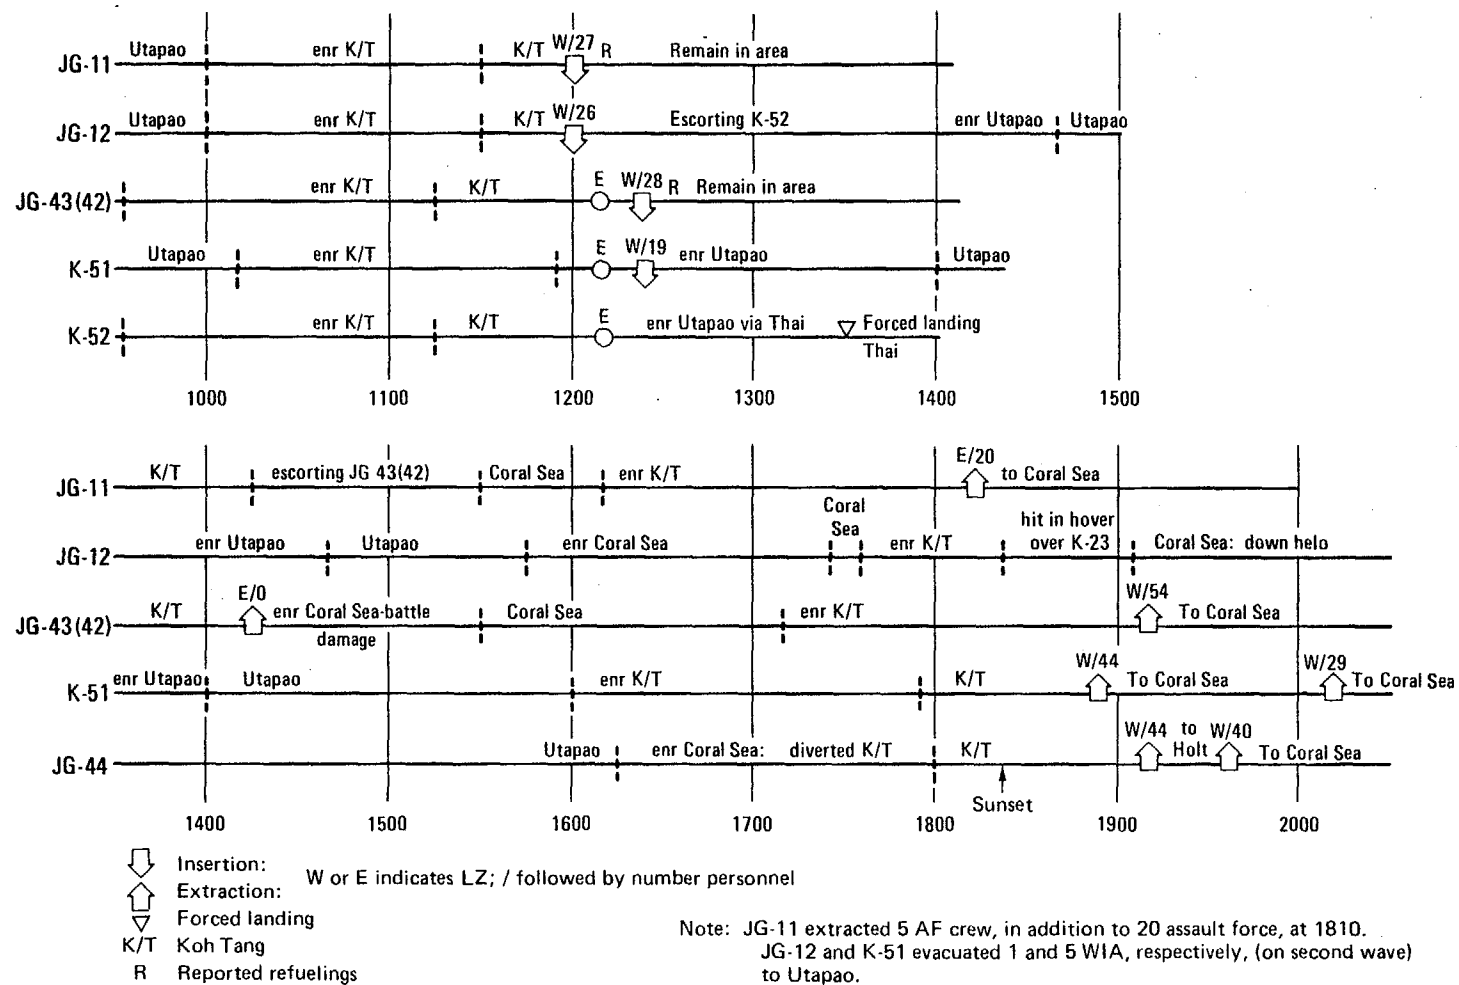 JG-11 Utapao enr K/T K/T W/27 R Remain in area
JG-12 Utapao enr K/T K/T W/26 Escorting K-52 enr Utapao Utapao
JG-43(42) enr K/T K/T E W/28 R Remain in area
K-51 Utapao enr K/T E W/19 enr Utapao Utapao
K-52 enr K/T K/T E enr Utapao via Thai Forced landing
Thai
1000 1100 1200 1300 1400 1500
JG-11 K/T escorting JG 43(42) Coral Sea enr K/T E/20 to Coral Sea
Coral
Sea
hit in hover
over K-23
JG-12 enr Utapao Utapao enr Coral Sea enr K/T Coral Sea: down helo
JG-43(42) K/T E/0 enr Coral Sea-battle
damage
Coral Sea enr K/T W/54 To Coral Sea
K-51 enr Utapao Utapao enr K/T K/T W/44 To Coral Sea W/29 To Coral Sea
JG-44 Utapao enr Coral Sea: diverted K/T K/T W/44 to
Holt
W/40 To Coral Sea
Sunset
1400 1500 1600 1700 1800 1900 2000
Insertion:
Extraction:
W or E indicates LZ; / followed by number personnel
Forced landing
K/T Koh Tang
R Reported refuelings
Note: JG-11 extracted 5 AF crew, in addition to 20 assault force, at 1810.
JG-12 and K-51 evacuated 1 and 5 WIA, respectively, (on second wave)
to Utapao.